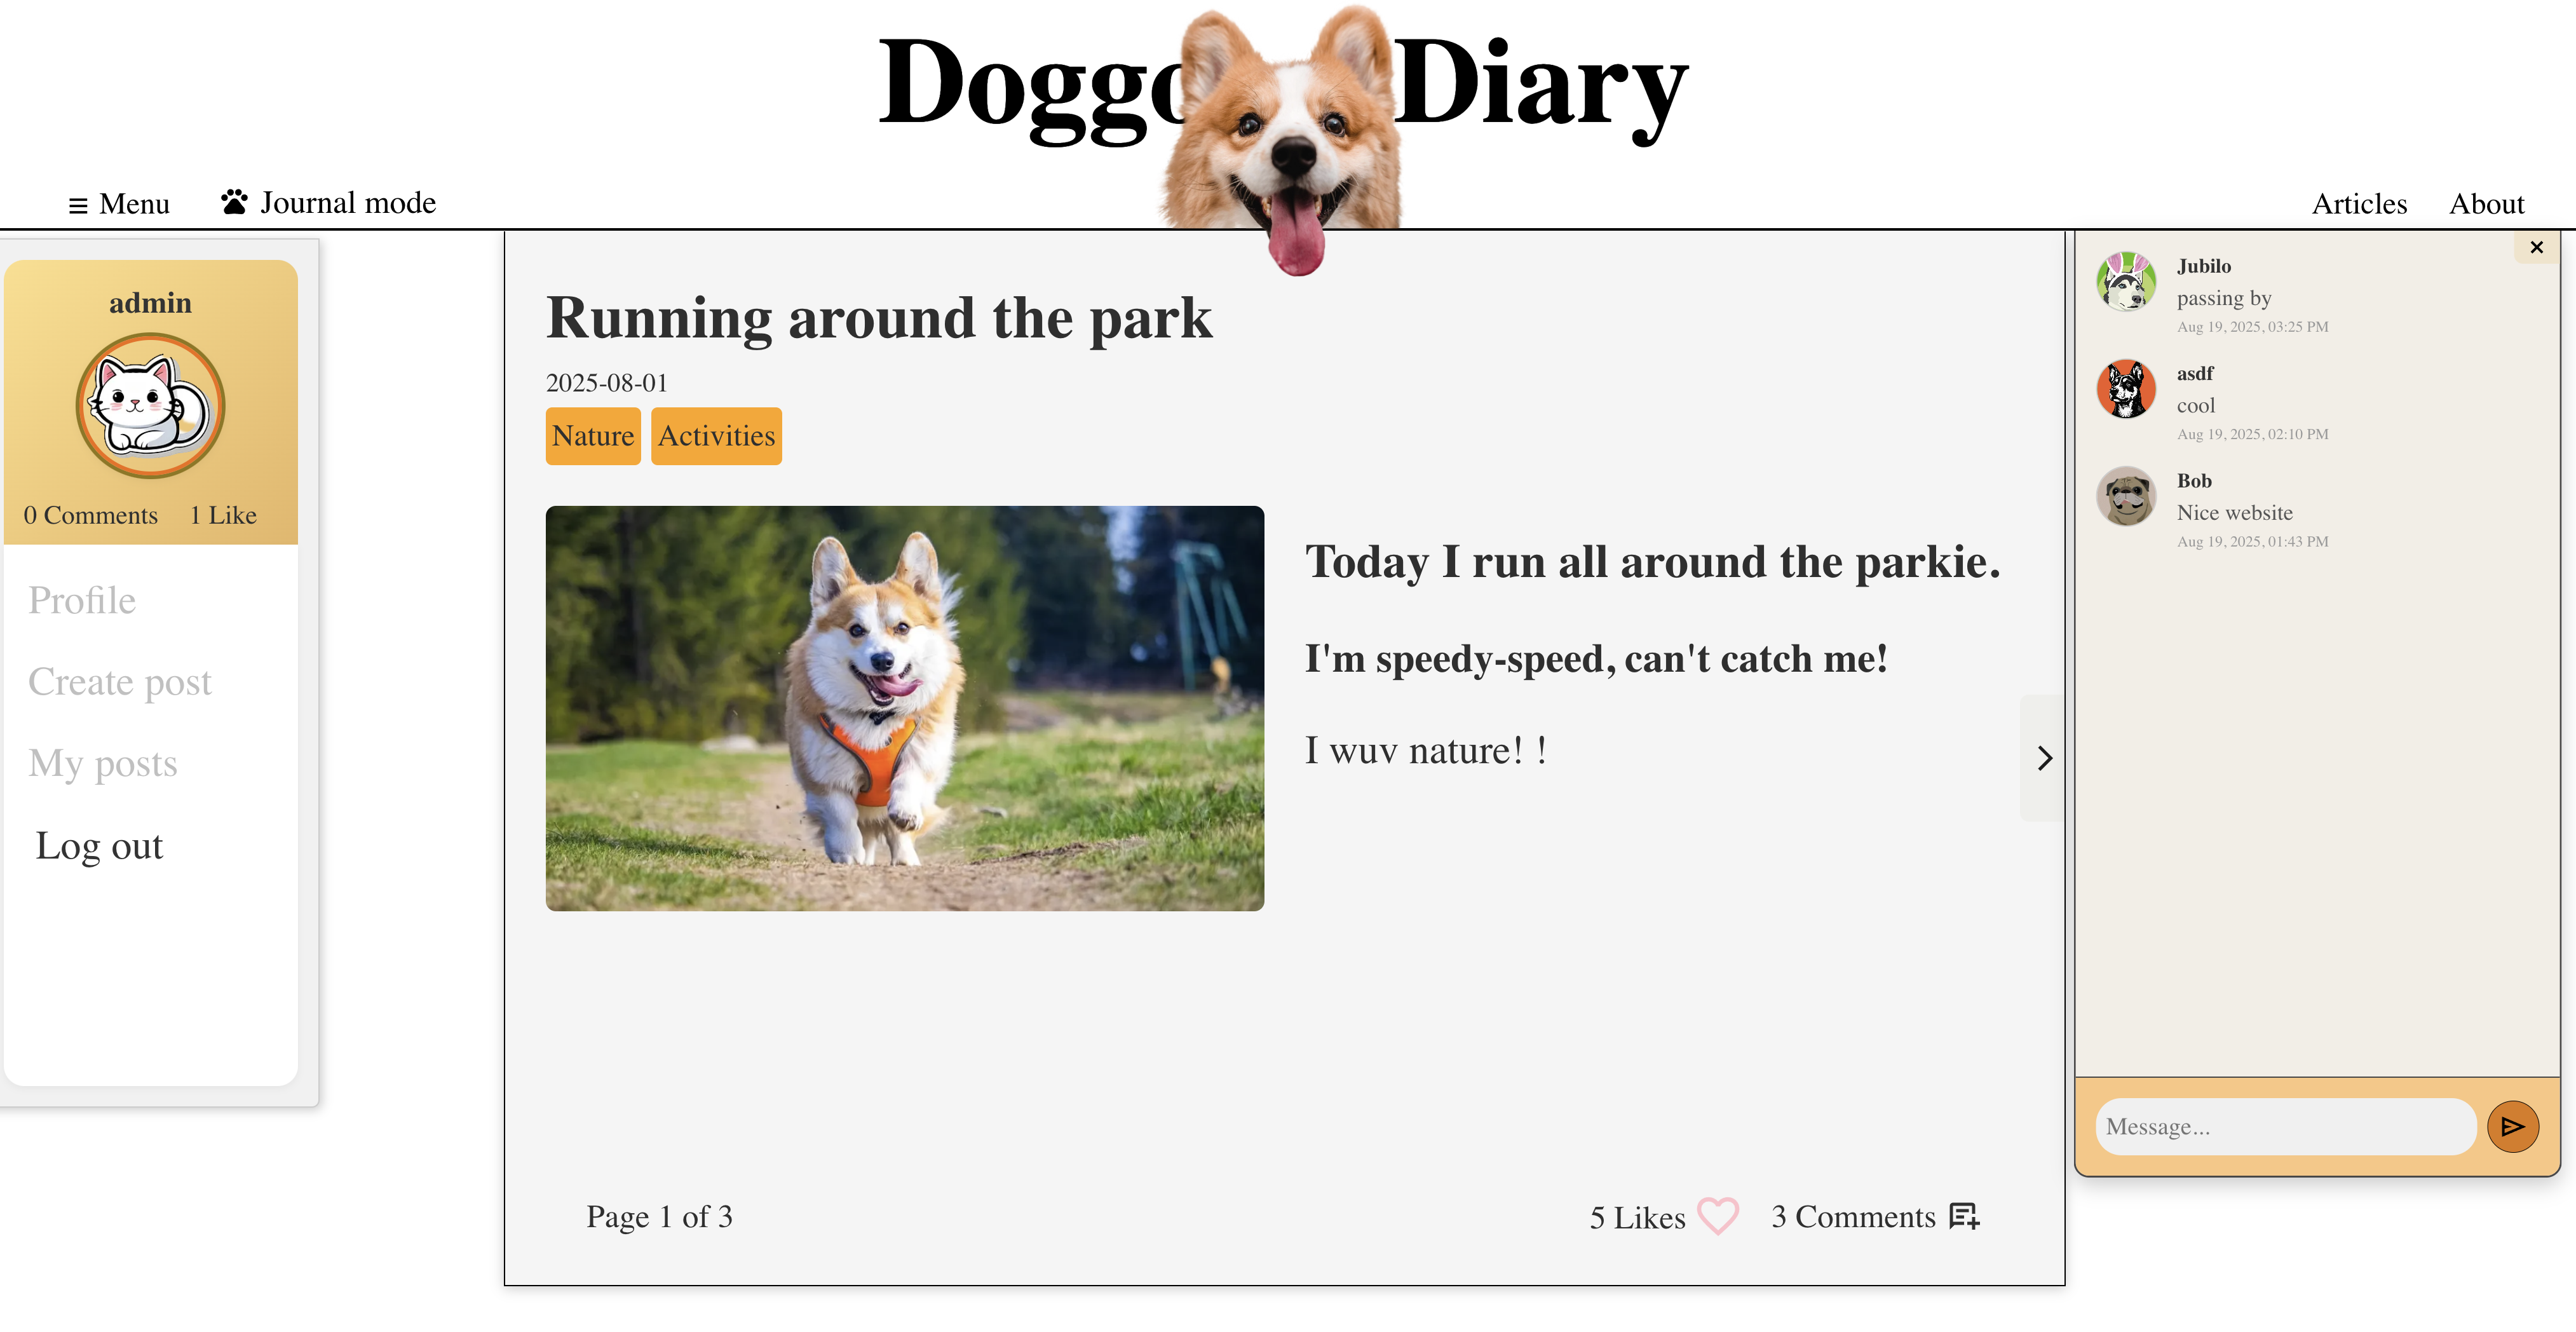 Doggo Diary
Menu
Journal mode
Articles
About
admin
0 Comments 1 Like
Profile
Create post
My posts
Log out
Running around the park
2025-08-01
Nature Activities
Today I run all around the parkie.
I'm speedy-speed, can't catch me!
I wuv nature! !
Page 1 of 3
5 Likes
3 Comments
Jubilo
passing by
Aug 19, 2025, 03:25 PM
asdf
cool
Aug 19, 2025, 02:10 PM
Bob
Nice website
Aug 19, 2025, 01:43 PM
Message...